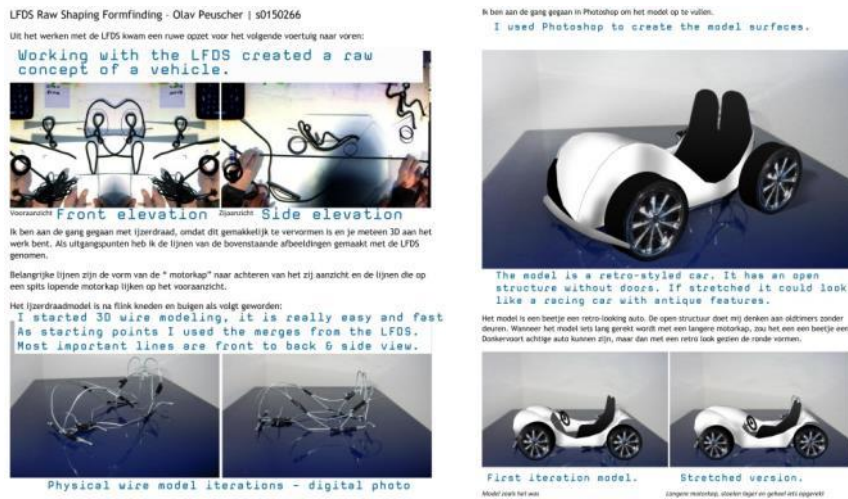 LFDS Raw Shaping Formfinding - Olav Peuscher | s0150266
Uit het werken met de LFDS kwam een ruwe opzet voor het volgende voertuig naar voren:
Working with the LFDS created a raw
concept of a vehicle.
Vooraanzicht Front elevation Zijaanzicht Side elevation
Ik ben aan de gang gegaan met ijzerdraad, omdat dit gemakkelijk te vervormen is en je meteen 3D aan het
werk bent. Als uitgangspunten heb ik de lijnen van de bovenstaande afbeeldingen gemaakt met de LFDS
genomen.
Belangrijke lijnen zijn de vorm van de “ motorkap” naar achteren van het zij aanzicht en de lijnen die op
een spits lopende motorkap lijken op het vooraanzicht.
Het ijzerdraadmodel is na flink kneden en buigen als volgt geworden:
I started 3D wire modeling, it is really easy and fast
As starting points I used the merges from the LFDS.
Most important lines are front to back & side view.
Physical wire model iterations - digital photo
Ik ben aan de gang gegaan in Photoshop om het model op te vullen.
I used Photoshop to create the model surfaces.
The model is a retro-styled car. It has an open
structure without doors. If stretched it could look
like a racing car with antique features.
Het model is een beetje een retro-looking auto. De open structuur doet mij denken aan oldtimers zonder
deuren. Wanneer het model iets lang gerekt wordt met een langere motorkap, zou het een een beetje een
Donkervoort achtige auto kunnen zijn, maar dan met een retro look gezien de ronde vormen.
First iteration model. Stretched version.
Model zoals het was
Langere motorkap, stoelen lager en geheel iets opgerekt